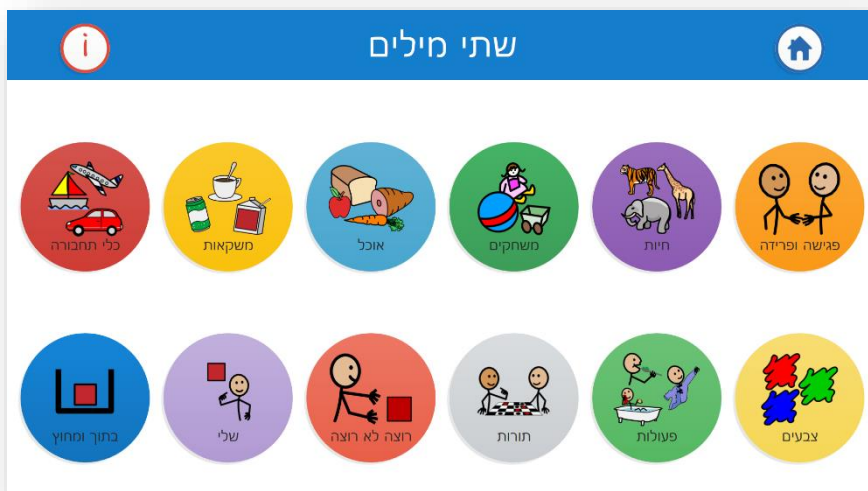 שתי מילים
פגישה ופרידה
חיות
משחקים
אוכל
משקאות
כלי תחבורה
צבעים
פעולות
תורות
רוצה לא רוצה
שלי
בתוך ומחוץ